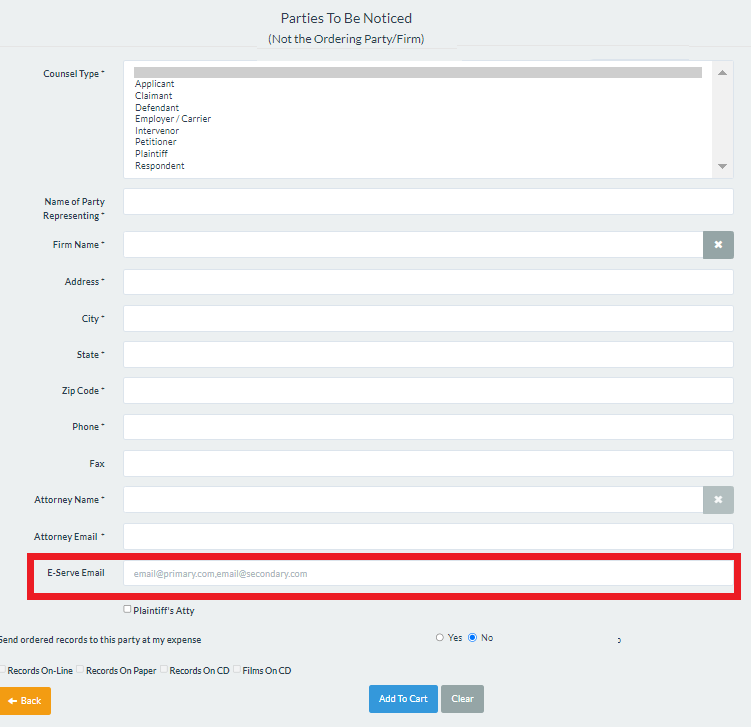 Parties To Be Noticed
(Not the Ordering Party/Firm)
Counsel Type *
Applicant
Claimant
Defendant
Employer / Carrier
Intervenor
Petitioner
Plaintiff
Respondent
Name of Party
Representing *
Firm Name *
Address *
City *
State *
Zip Code *
Phone *
Fax
Attorney Name *
Attorney Email *
E-Serve Email email@primary.com,email@secondary.com
Plaintiff's Atty
Send ordered records to this party at my expense Yes No
Records On-Line Records On Paper Records On CD Films On CD
Back Add To Cart Clear